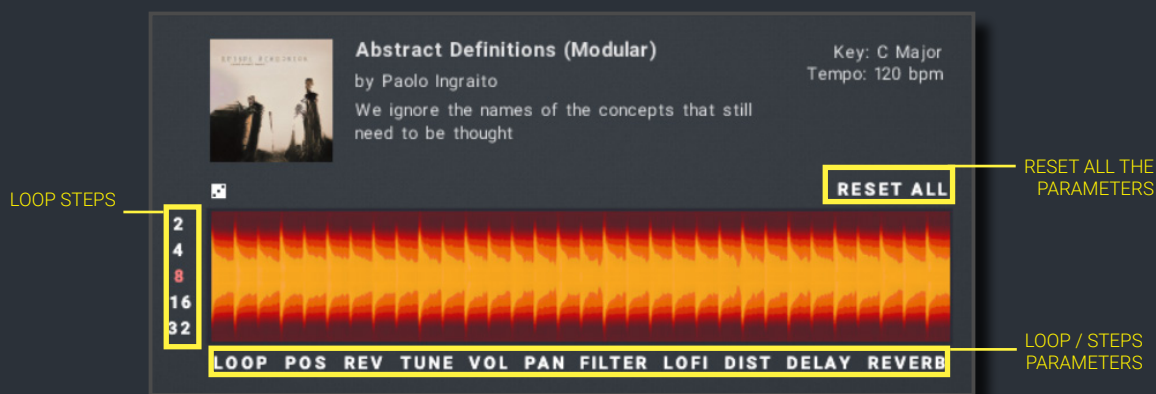 Abstract Definitions (Modular)
by Paolo Ingraito
We ignore the names of the concepts that still
need to be thought
Key: C Major
Tempo: 120 bpm
RESET ALL
RESET ALL THE
PARAMETERS
LOOP STEPS
2
4
8
16
32
LOOP POS REV TUNE VOL PAN FILTER LOFI DIST DELAY REVERB
LOOP / STEPS
PARAMETERS